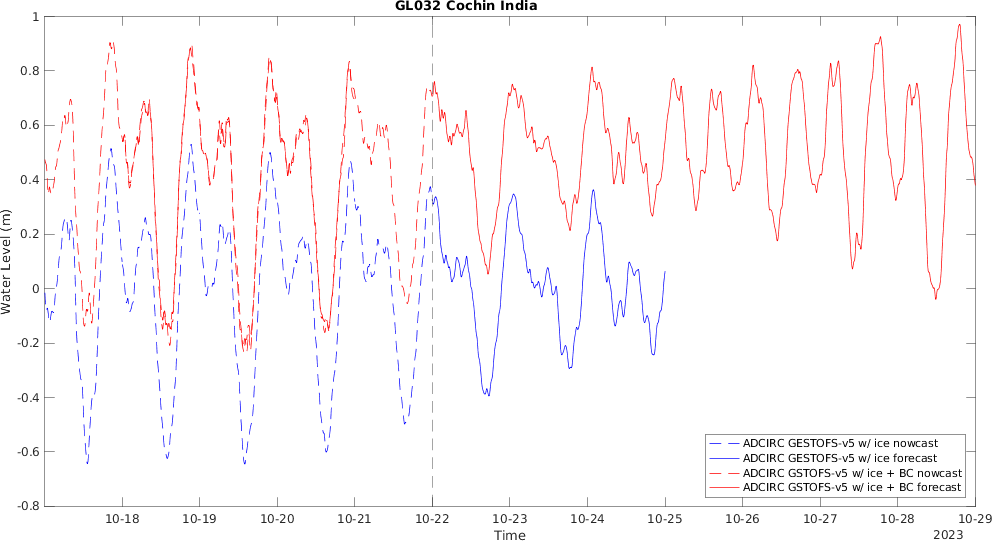 GL032 Cochin India
1
0.8
0.6
0.4
0.2
0
-0.2
-0.4
-0.6
-0.8
Water Level (m)
10-18 10-19 10-20 10-21 10-22 10-23 10-24 10-25 10-26 10-27 10-28 10-29
Time
2023
ADCIRC GESTOFS-v5 w/ ice nowcast
ADCIRC GESTOFS-v5 w/ ice forecast
ADCIRC GSTOFS-v5 w/ ice + BC nowcast
ADCIRC GSTOFS-v5 w/ ice + BC forecast